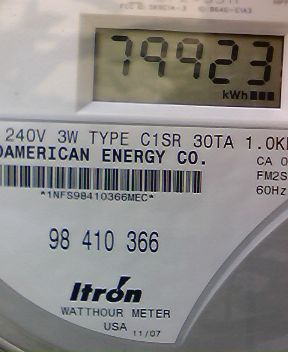 79923
kWh
240V 3W TYPE C1SR 30TA 1.0K
AMERICAN ENERGY CO.
CA 0
FM2S
60Hz
*1NFS98410366MEC*
98 410 366
Itron
WATTHOUR METER
USA 11/07